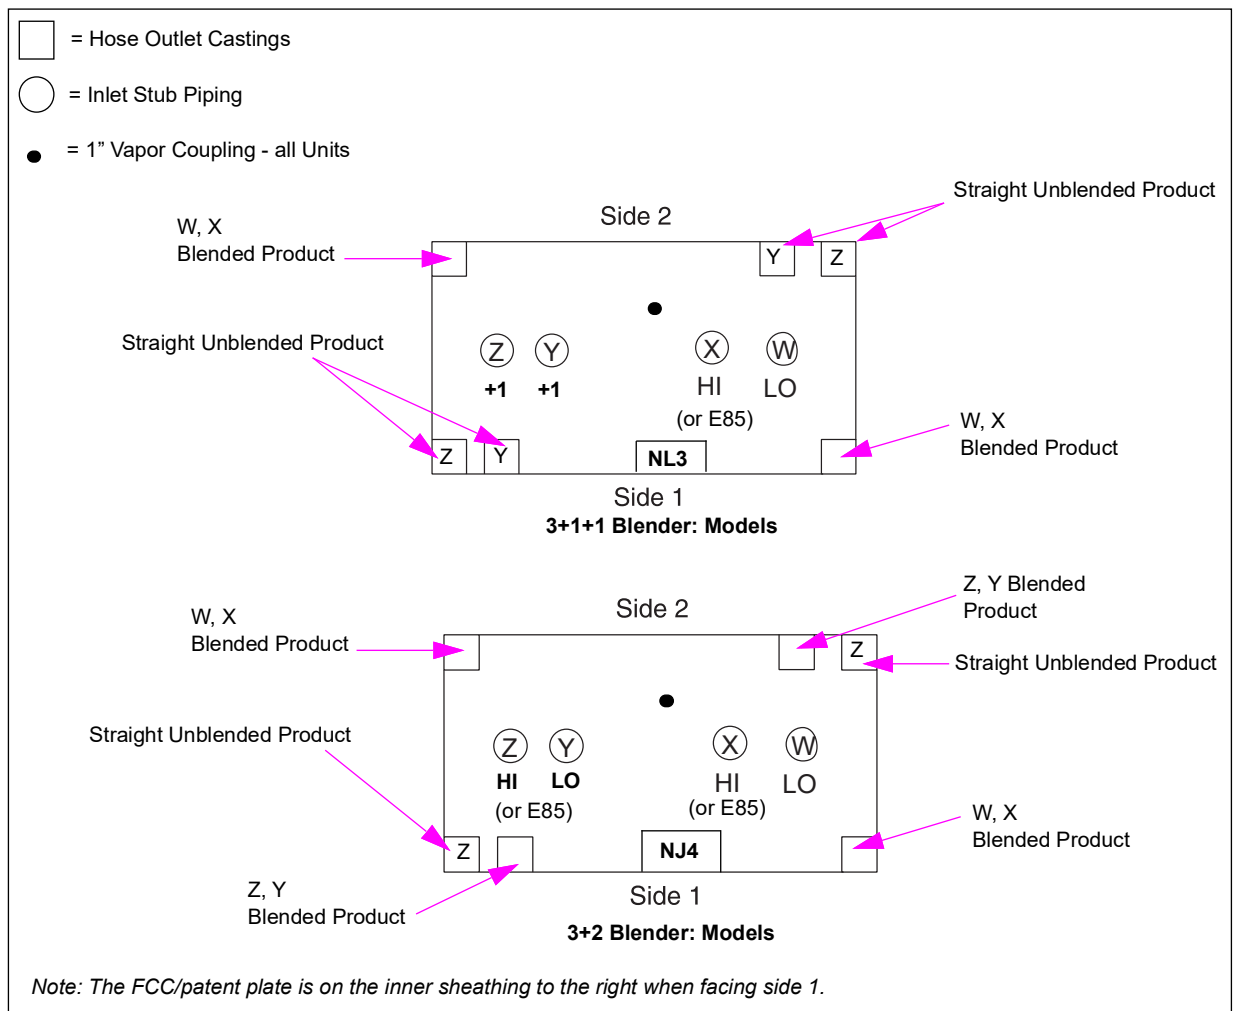 = Hose Outlet Castings
= Inlet Stub Piping
= 1” Vapor Coupling - all Units
Straight Unblended Product
Side 2
W, X
Blended Product
Y
Z
Straight Unblended Product
Z
Y
X
W
+1
+1
HI
LO
(or E85)
W, X
Blended Product
Z
Y
NL3
Side 1
3+1+1 Blender: Models
Z, Y Blended
Product
Side 2
W, X
Blended Product
Z
Straight Unblended Product
Straight Unblended Product
Z
Y
X
W
HI
LO
HI
LO
(or E85)
(or E85)
W, X
Blended Product
Z
NJ4
Z, Y
Blended Product
Side 1
3+2 Blender: Models
Note: The FCC/patent plate is on the inner sheathing to the right when facing side 1.